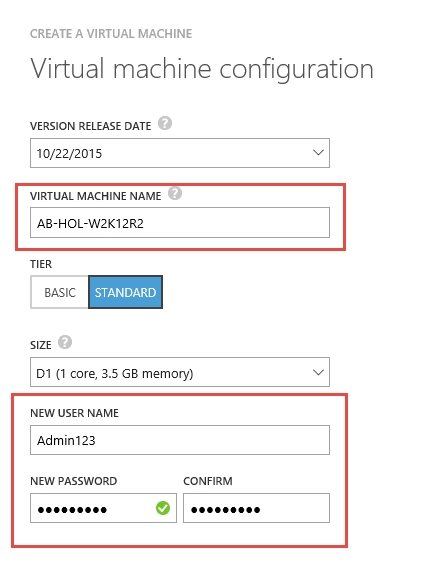 CREATE A VIRTUAL MACHINE
Virtual machine configuration
VERSION RELEASE DATE ?
10/22/2015
VIRTUAL MACHINE NAME ?
AB-HOL-W2K12R2
TIER
BASIC STANDARD
SIZE ?
D1 (1 core, 3.5 GB memory)
NEW USER NAME
Admin123
NEW PASSWORD CONFIRM
●●●●●●●●● ●●●●●●●●●